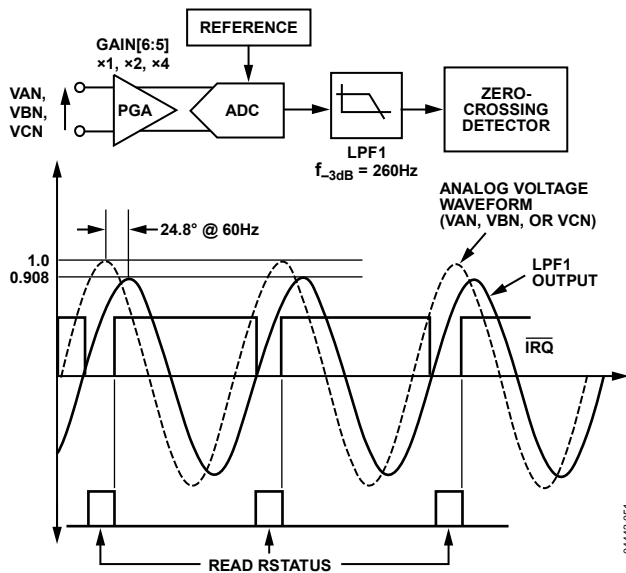 REFERENCE
GAIN[6:5]
×1, ×2, ×4
VAN,
VBN,
VCN
PGA
ADC
LPF1
f–3dB = 260Hz
ZERO-
CROSSING
DETECTOR
ANALOG VOLTAGE
WAVEFORM
(VAN, VBN, OR VCN)
24.8° @ 60Hz
1.0
0.908
LPF1
OUTPUT
IRQ
READ RSTATUS